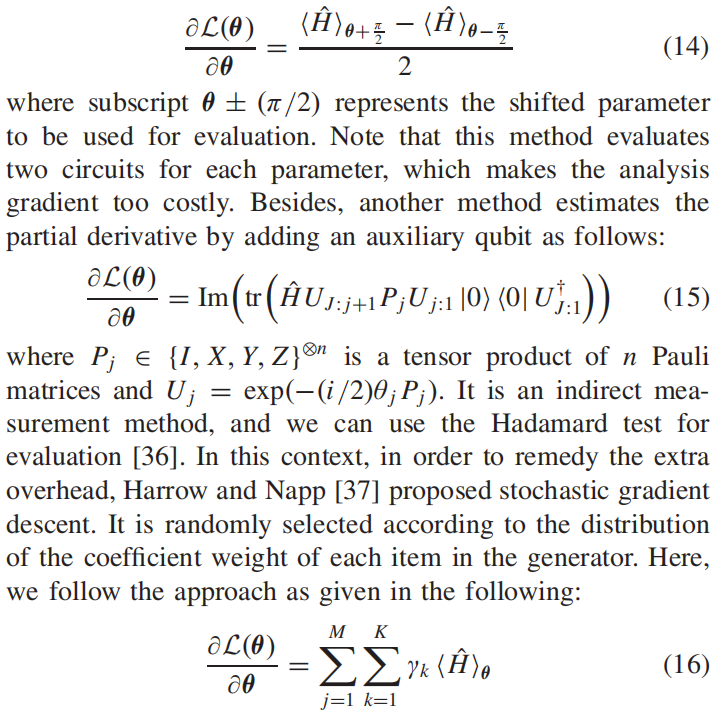 ∂ℒ(θ)/∂θ = (⟨Ĥ⟩_{θ+π/2} − ⟨Ĥ⟩_{θ−π/2})/2 (14)
where subscript θ ± (π/2) represents the shifted parameter
to be used for evaluation. Note that this method evaluates
two circuits for each parameter, which makes the analysis
gradient too costly. Besides, another method estimates the
partial derivative by adding an auxiliary qubit as follows:
∂ℒ(θ)/∂θ = Im(tr(ĤU_{J:j+1}P_jU_{j:1}|0⟩⟨0|U†_{J:1})) (15)
where P_j ∈ {I, X, Y, Z}^{⊗n} is a tensor product of n Pauli
matrices and U_j = exp(−(i/2)θ_jP_j). It is an indirect mea-
surement method, and we can use the Hadamard test for
evaluation [36]. In this context, in order to remedy the extra
overhead, Harrow and Napp [37] proposed stochastic gradient
descent. It is randomly selected according to the distribution
of the coefficient weight of each item in the generator. Here,
we follow the approach as given in the following:
∂ℒ(θ)/∂θ = ∑_{j=1}^{M} ∑_{k=1}^{K} γ_k⟨Ĥ⟩_θ (16)